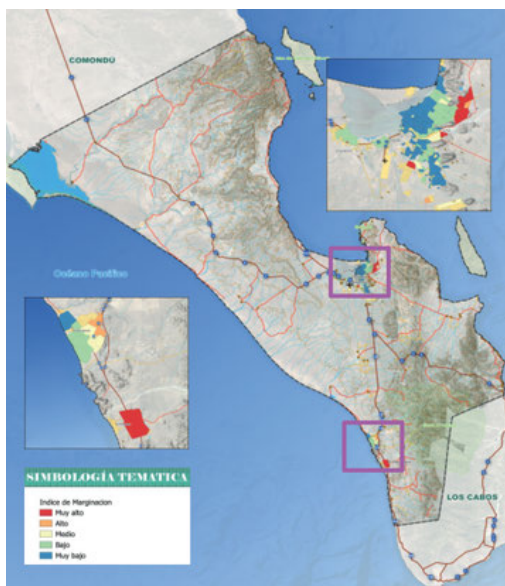 COMONDÚ
Océano Pacífico
LOS CABOS
SIMBOLOGÍA TEMATICA
Indice de Marginacion
Muy alto
Alto
Medio
Bajo
Muy bajo